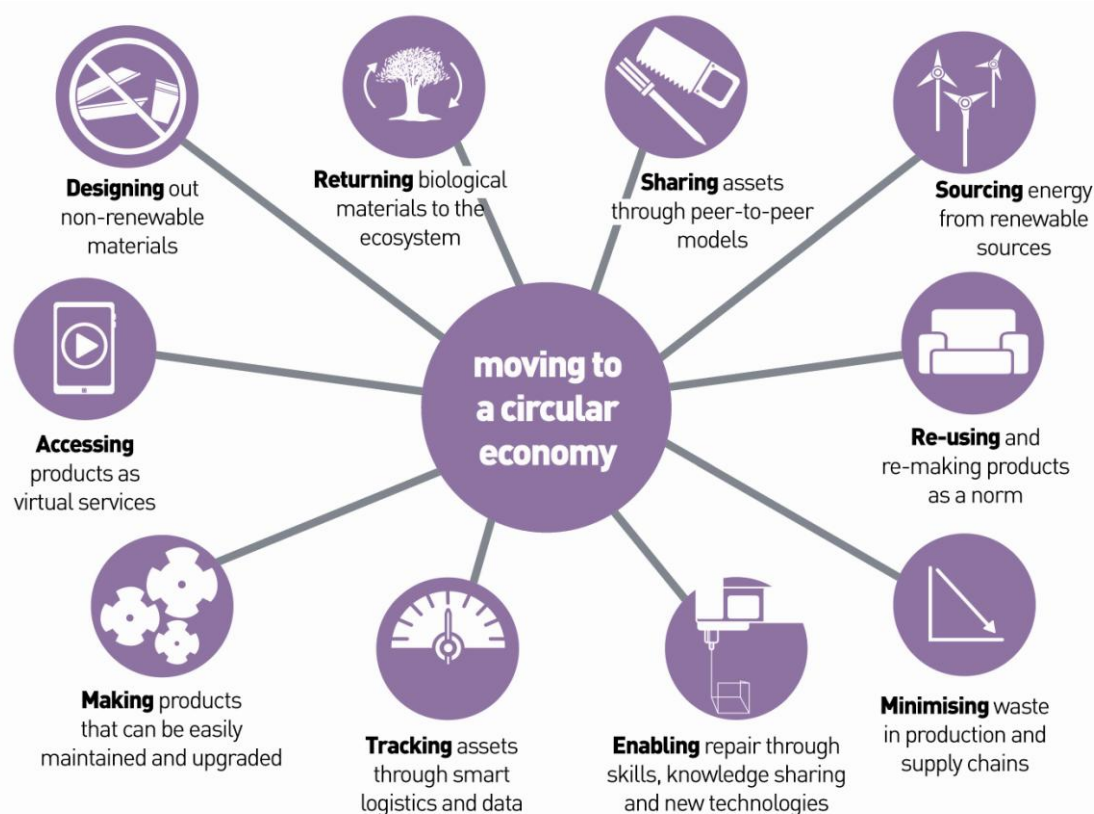 Designing out
non-renewable
materials
Returning biological
materials to the
ecosystem
Sharing assets
through peer-to-peer
models
Sourcing energy
from renewable
sources
Accessing
products as
virtual services
moving to
a circular
economy
Re-using and
re-making products
as a norm
Making products
that can be easily
maintained and upgraded
Tracking assets
through smart
logistics and data
Enabling repair through
skills, knowledge sharing
and new technologies
Minimising waste
in production and
supply chains